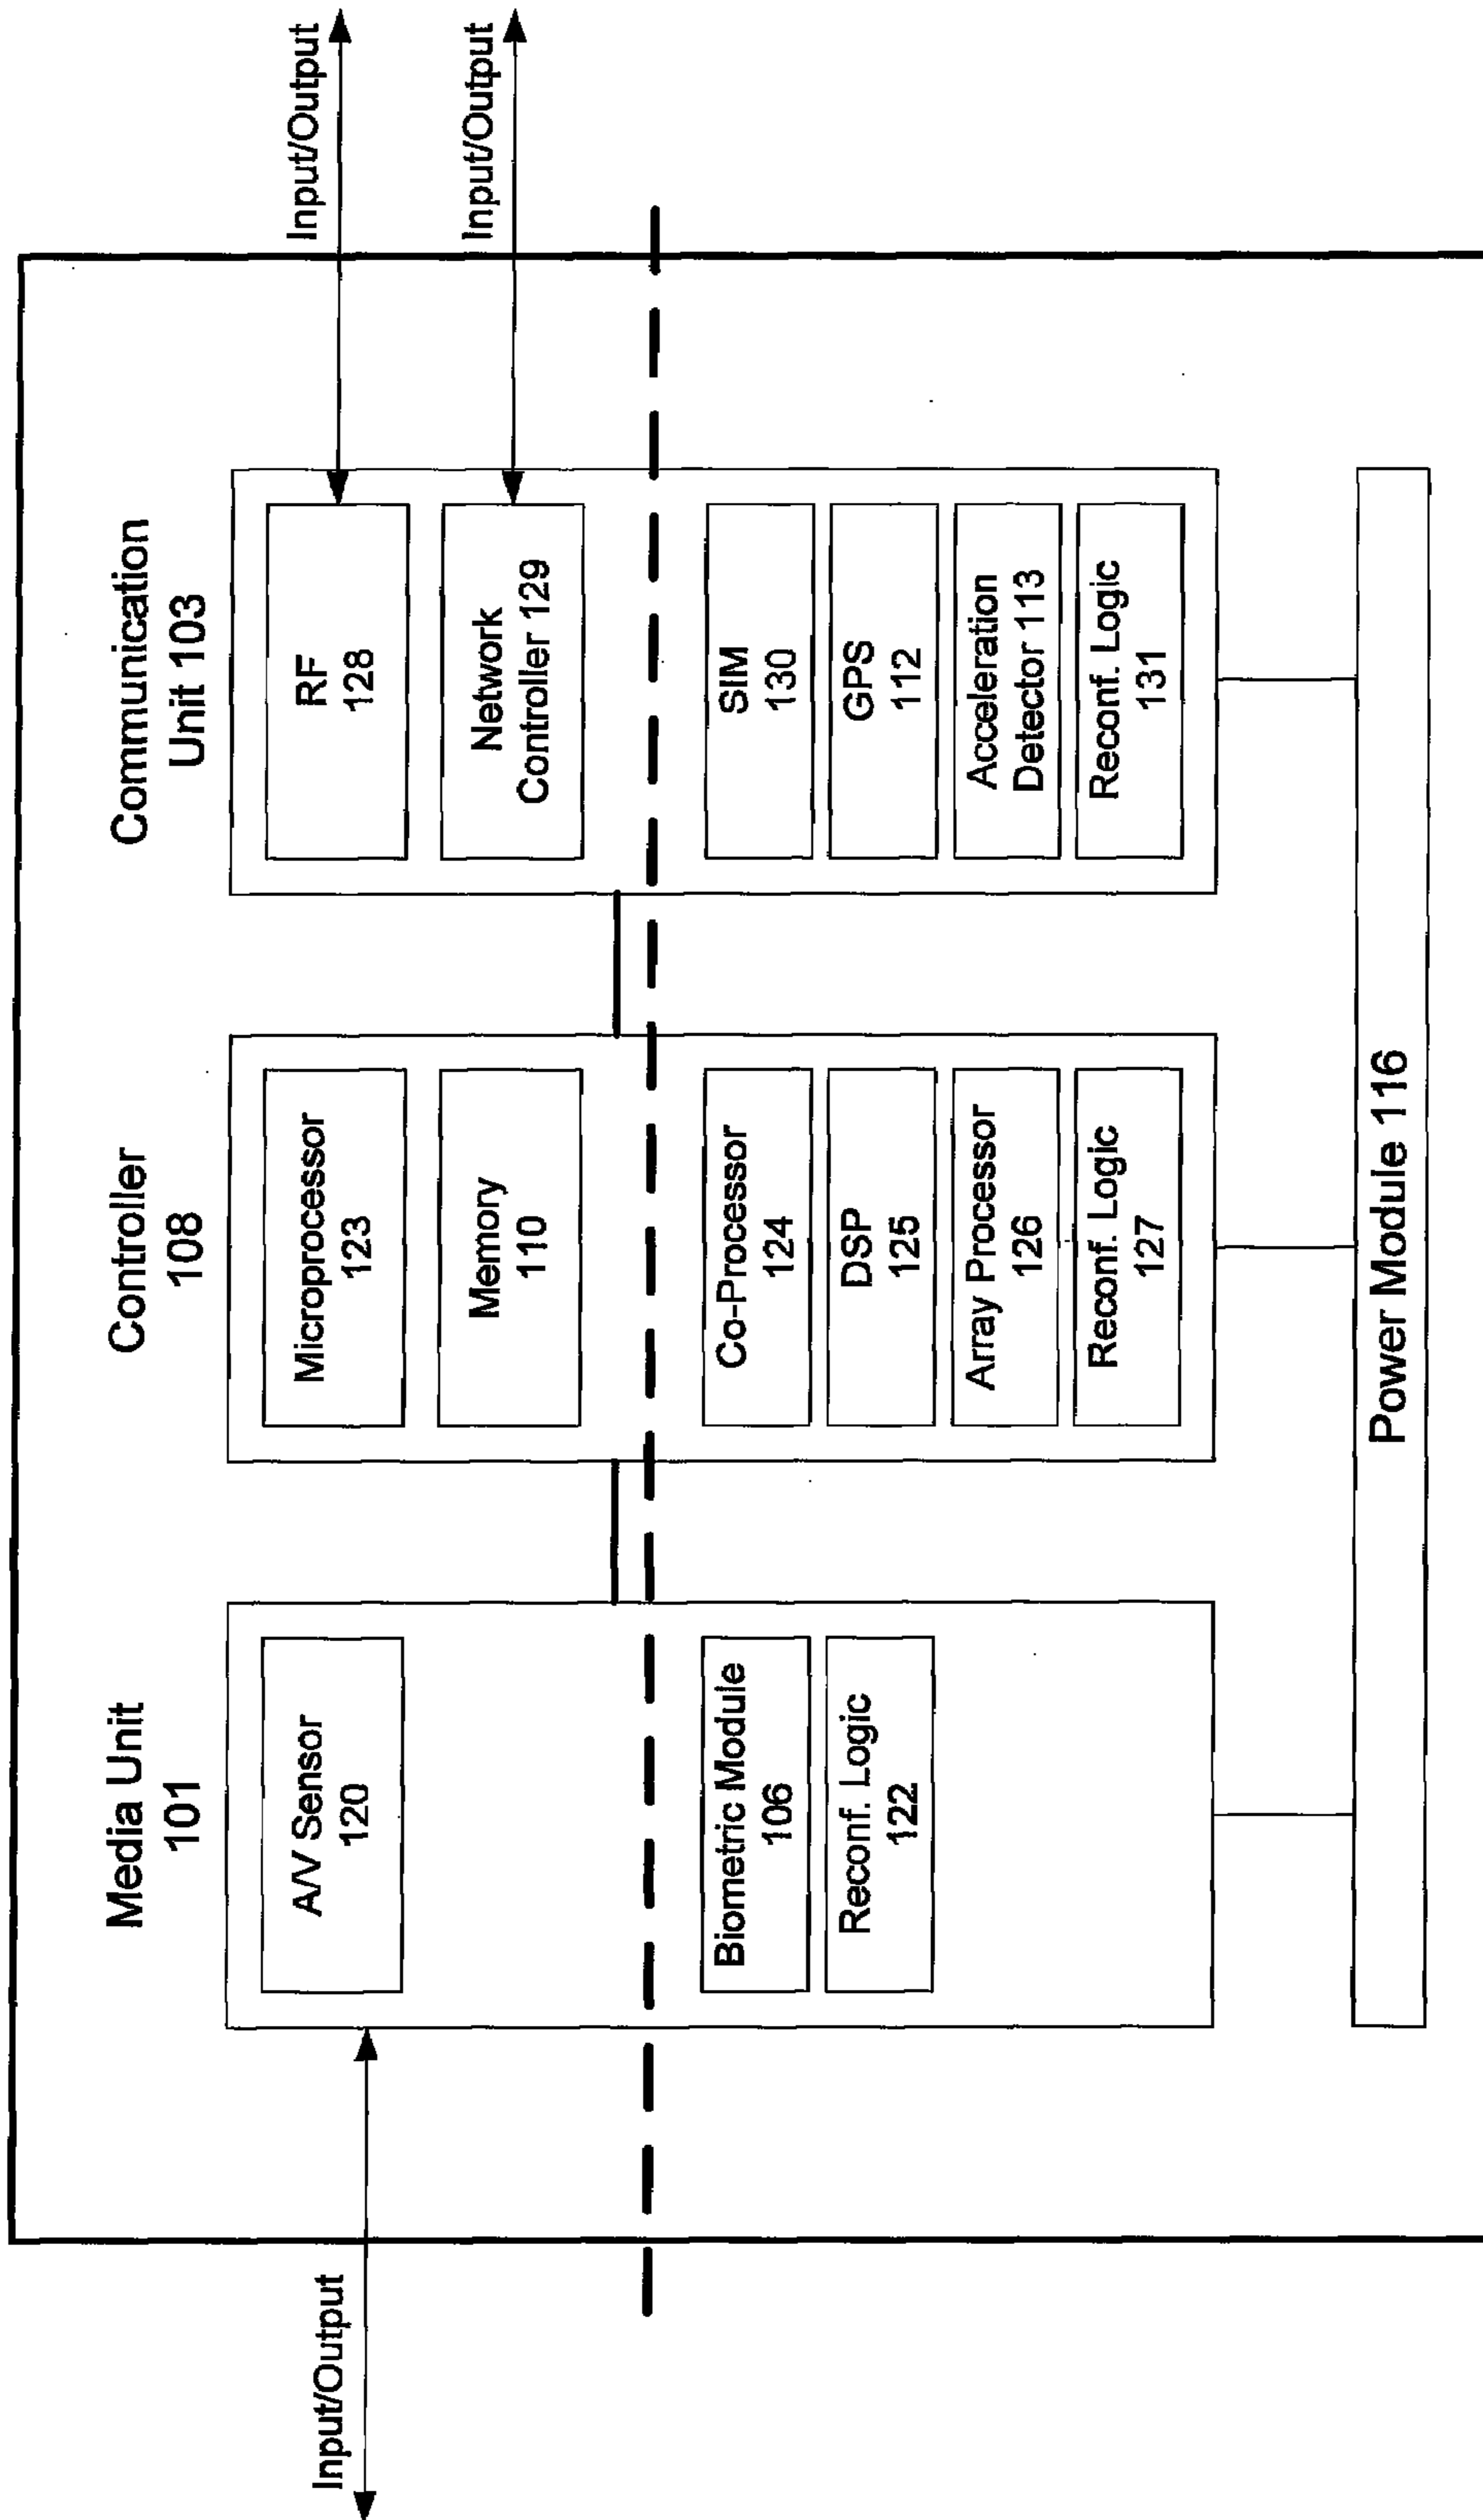 Input/Output
Media Unit
101
A/V Sensor
120
Biometric Module
106
Reconf. Logic
122
Controller
108
Microprocessor
123
Memory
110
Co-Processor
124
DSP
125
Array Processor
126
Reconf. Logic
127
Communication
Unit 103
RF
128
Network
Controller 129
SIM
130
GPS
112
Acceleration
Detector 113
Reconf. Logic
131
Input/Output
Input/Output
Power Module 116